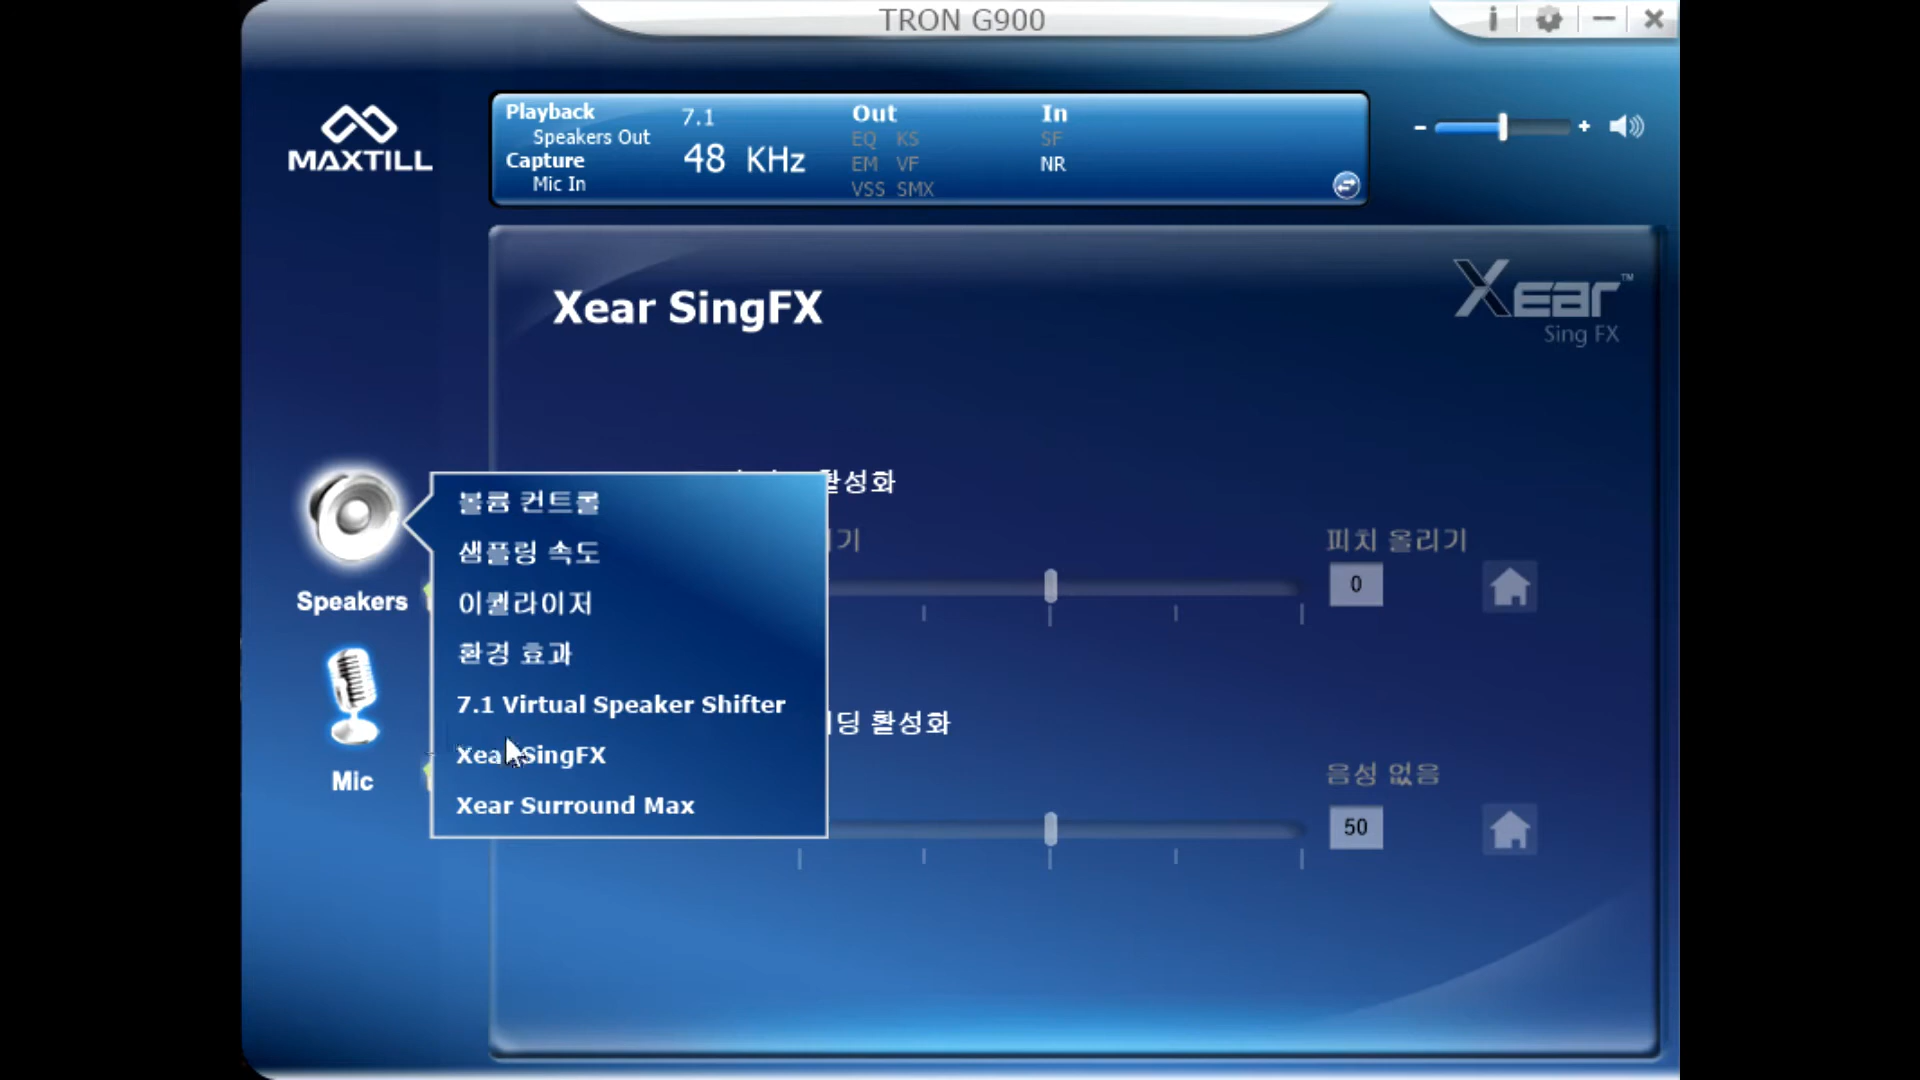 TRON G900
MAXTILL
Playback
Speakers Out
Capture
Mic In
7.1
48 KHz
Out
EQ KS
EM VF
VSS SMX
In
SF
NR
- +
Xear SingFX
Xear™
Sing FX
활성화
볼륨 컨트롤
샘플링 속도
이퀄라이저
환경 효과
7.1 Virtual Speaker Shifter
Xear SingFX
Xear Surround Max
Speakers
Mic
피치 올리기
0
딩 활성화
음성 없음
50